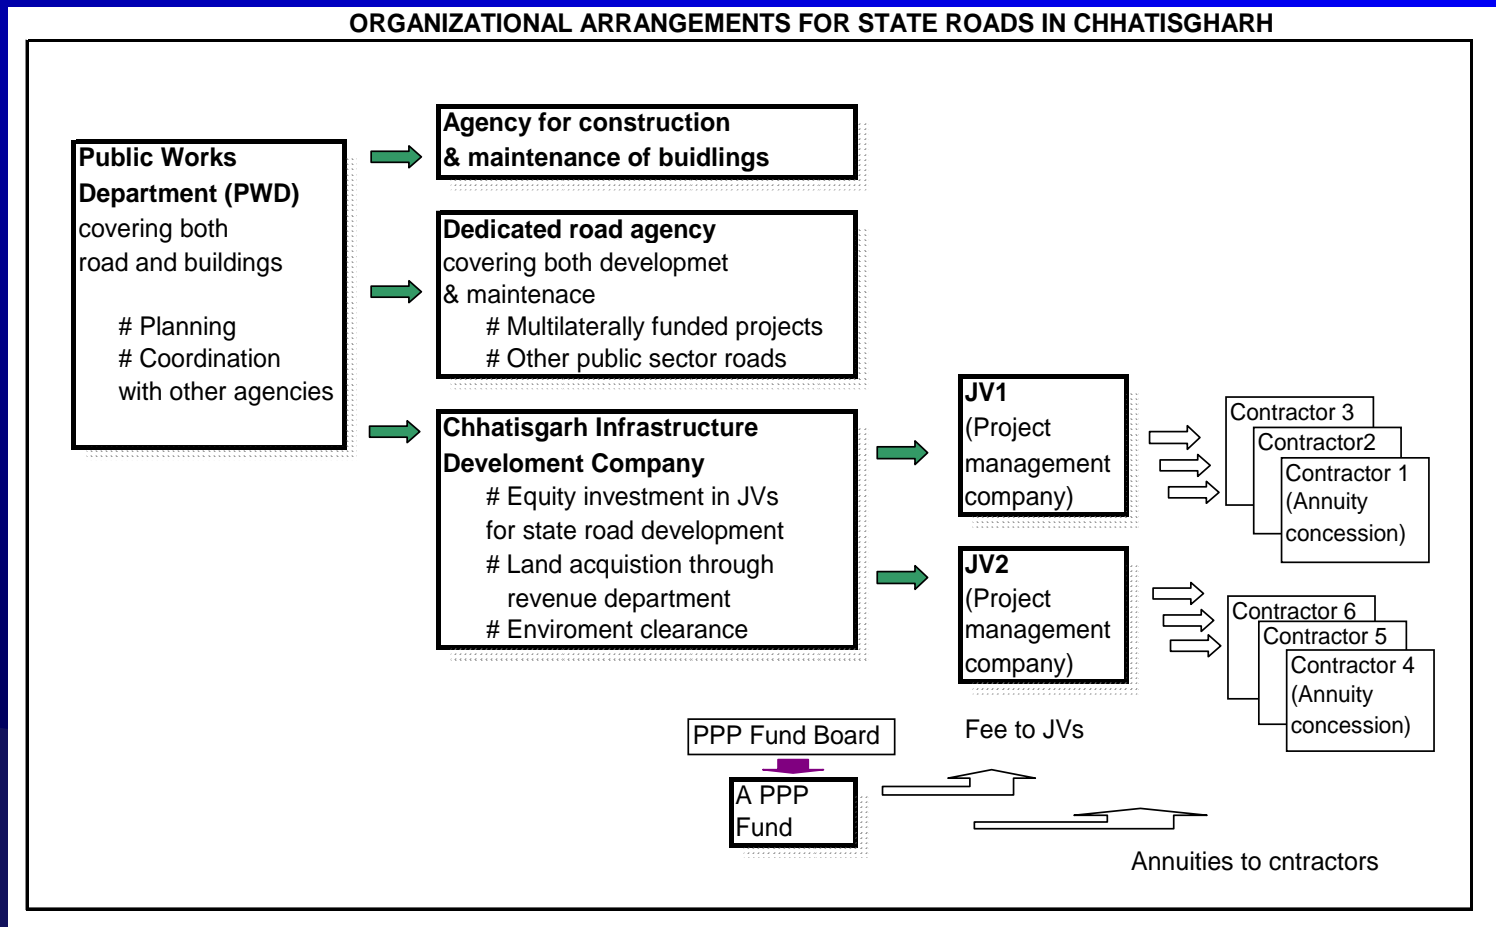 ORGANIZATIONAL ARRANGEMENTS FOR STATE ROADS IN CHHATISGHARH
Public Works
Department (PWD)
covering both
road and buildings
# Planning
# Coordination
with other agencies
Agency for construction
& maintenance of buidlings
Dedicated road agency
covering both developmet
& maintenace
# Multilaterally funded projects
# Other public sector roads
Chhatisgarh Infrastructure
Develoment Company
# Equity investment in JVs
for state road development
# Land acquistion through
revenue department
# Enviroment clearance
JV1
(Project
management
company)
JV2
(Project
management
company)
Contractor 3
Contractor2
Contractor 1
(Annuity
concession)
Contractor 6
Contractor 5
Contractor 4
(Annuity
concession)
PPP Fund Board
A PPP
Fund
Fee to JVs
Annuities to cntractors